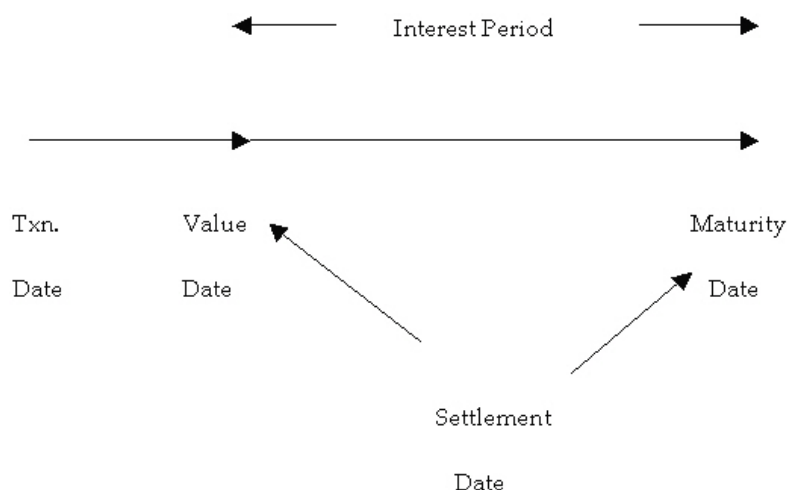 Interest Period
Txn. Value Maturity
Date Date Date
Settlement
Date